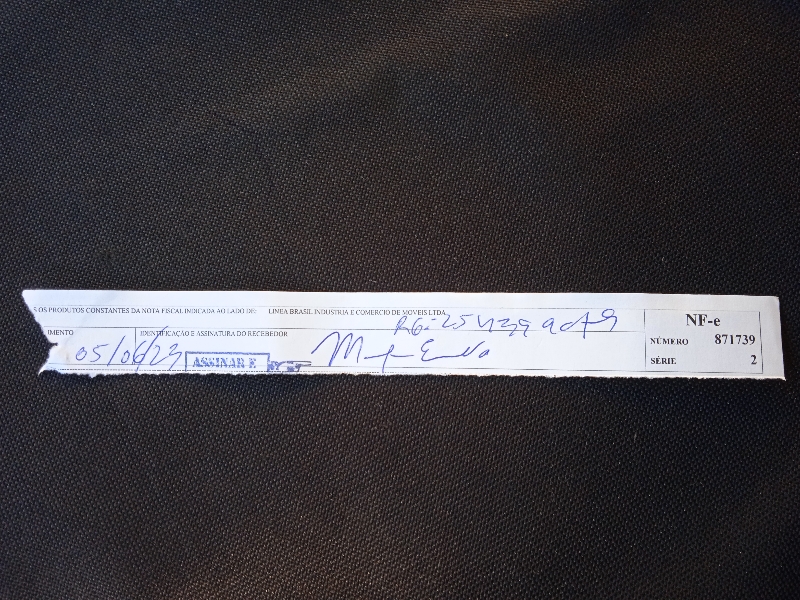 S OS PRODUTOS CONSTANTES DA NOTA FISCAL INDICADA AO LADO DE: LINEA BRASIL INDUSTRIA E COMERCIO DE MOVEIS LTDA
RG:
IMENTO
IDENTIFICAÇÃO E ASSINATURA DO RECEBEDOR
05/06/23
ASSINAR E
NF-e
NÚMERO 871739
SÉRIE 2